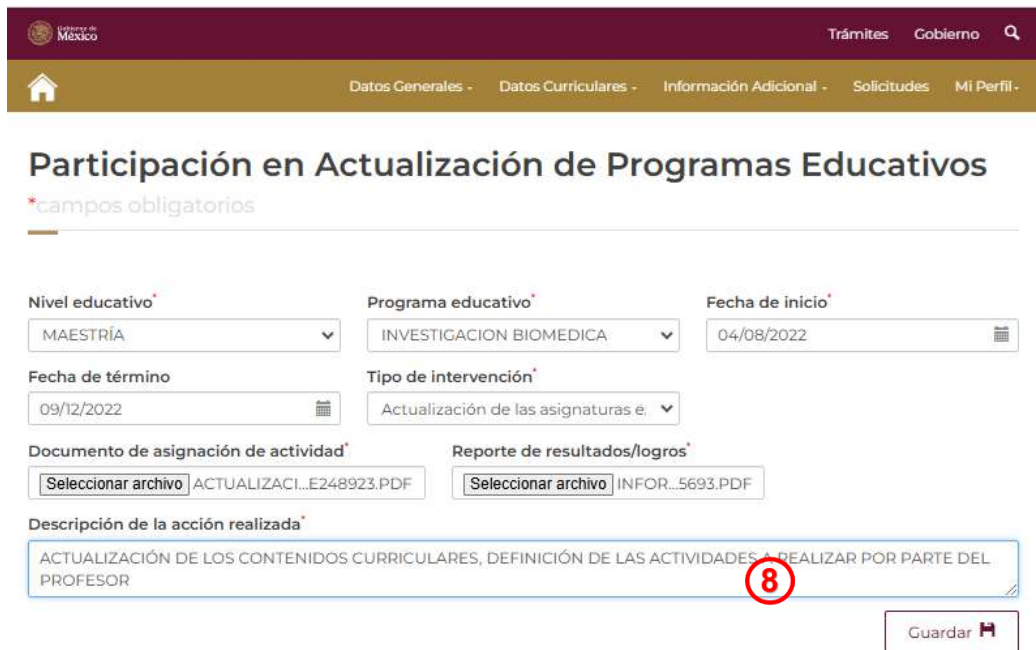 Gobierno de
México
Trámites Gobierno
Datos Generales - Datos Curriculares - Información Adicional - Solicitudes Mi Perfil-
Participación en Actualización de Programas Educativos
*campos obligatorios
Nivel educativo* Programa educativo* Fecha de inicio*
MAESTRÍA INVESTIGACION BIOMEDICA 04/08/2022
Fecha de término Tipo de intervención*
09/12/2022 Actualización de las asignaturas e.
Documento de asignación de actividad* Reporte de resultados/logros*
Seleccionar archivo ACTUALIZACI...E248923.PDF Seleccionar archivo INFOR...5693.PDF
Descripción de la acción realizada*
ACTUALIZACIÓN DE LOS CONTENIDOS CURRICULARES, DEFINICIÓN DE LAS ACTIVIDADES A REALIZAR POR PARTE DEL
PROFESOR
8
Guardar